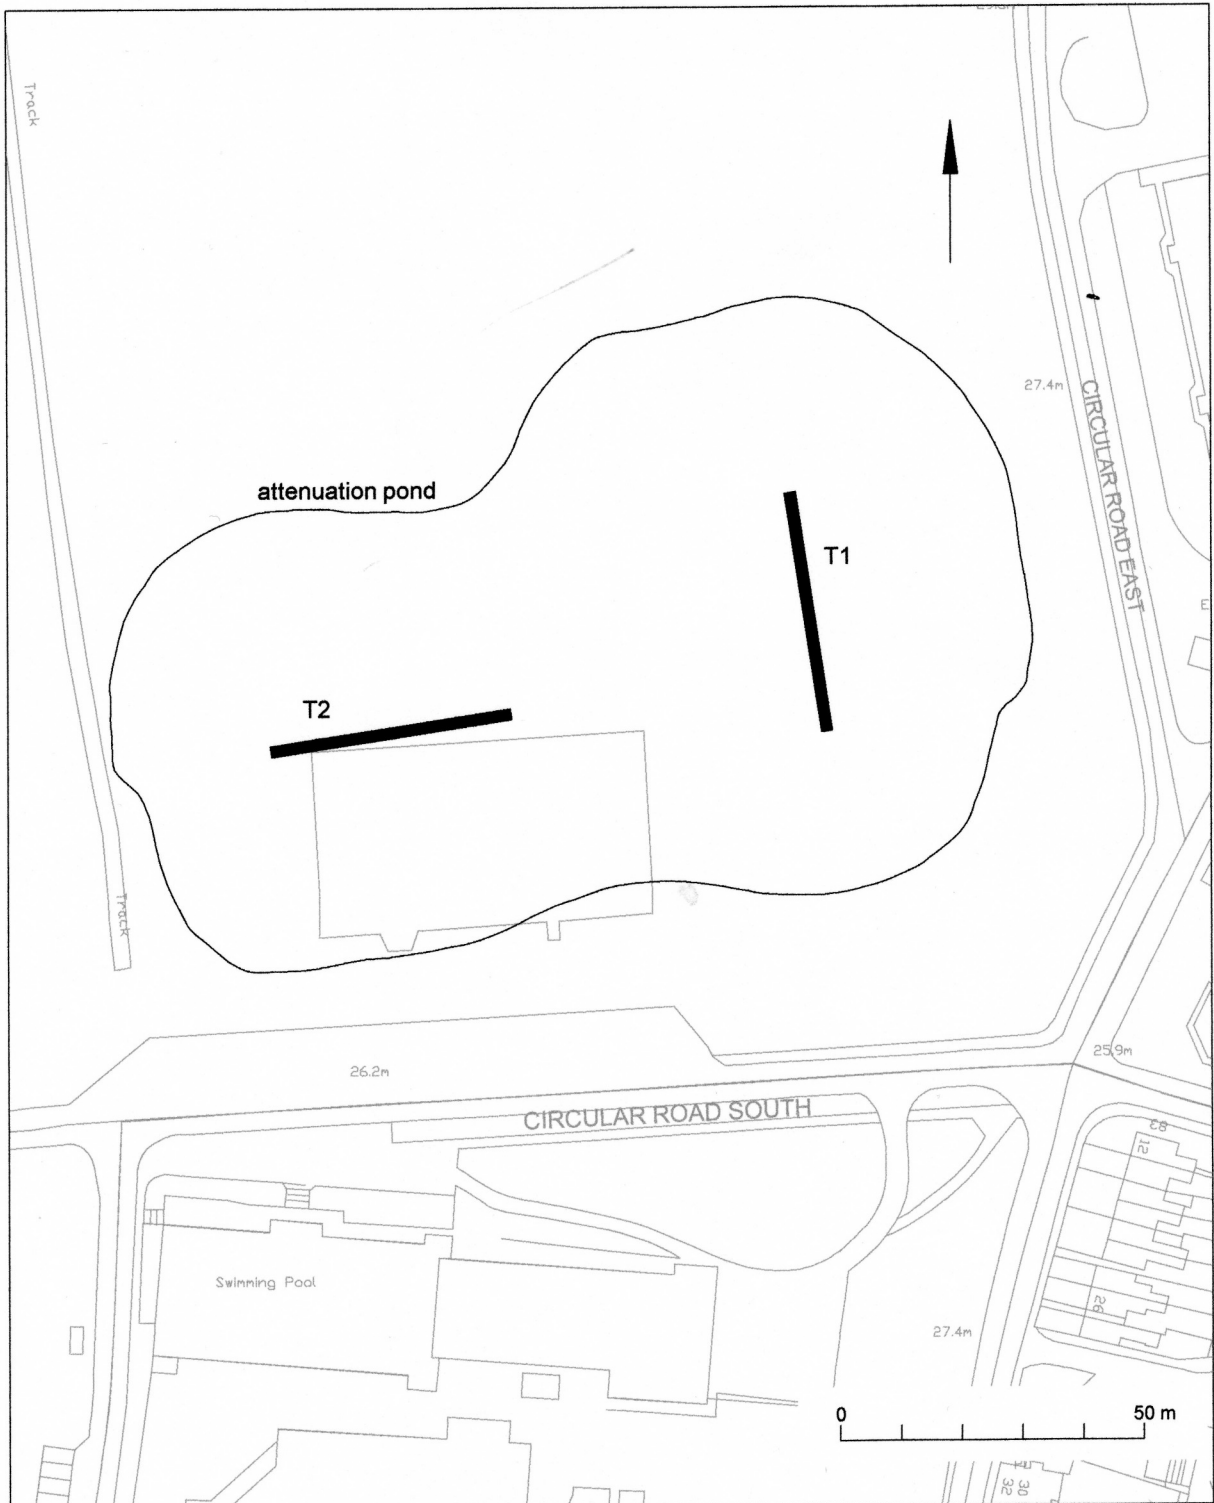 Track
27.4m
CIRCULAR ROAD EAST
attenuation pond
T1
T2
Track
26.2m
25.9m
CIRCULAR ROAD SOUTH
83
12
Swimming Pool
26
27.4m
0
50 m
30
32